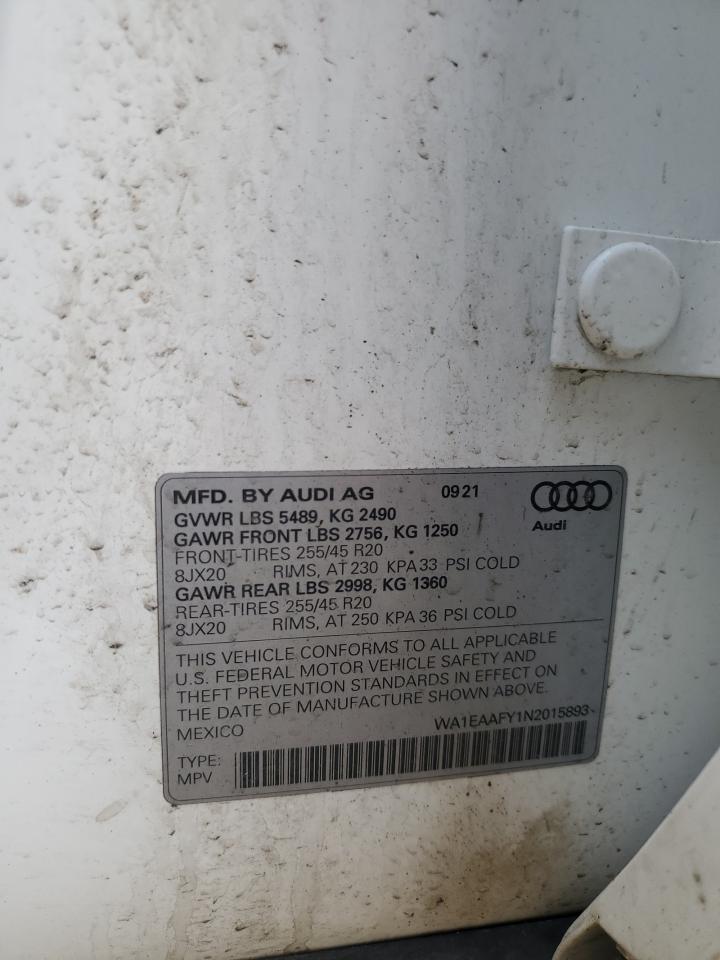 MFD. BY AUDI AG 09 21
Audi
GVWR LBS 5489, KG 2490
GAWR FRONT LBS 2756, KG 1250
FRONT-TIRES 255/45 R20
8JX20 RIMS, AT 230 KPA 33 PSI COLD
GAWR REAR LBS 2998, KG 1360
REAR-TIRES 255/45 R20
8JX20 RIMS, AT 250 KPA 36 PSI COLD
THIS VEHICLE CONFORMS TO ALL APPLICABLE
U.S. FEDERAL MOTOR VEHICLE SAFETY AND
THEFT PREVENTION STANDARDS IN EFFECT ON
THE DATE OF MANUFACTURE SHOWN ABOVE.
MEXICO WA1EAAFY1N2015893
TYPE:
MPV